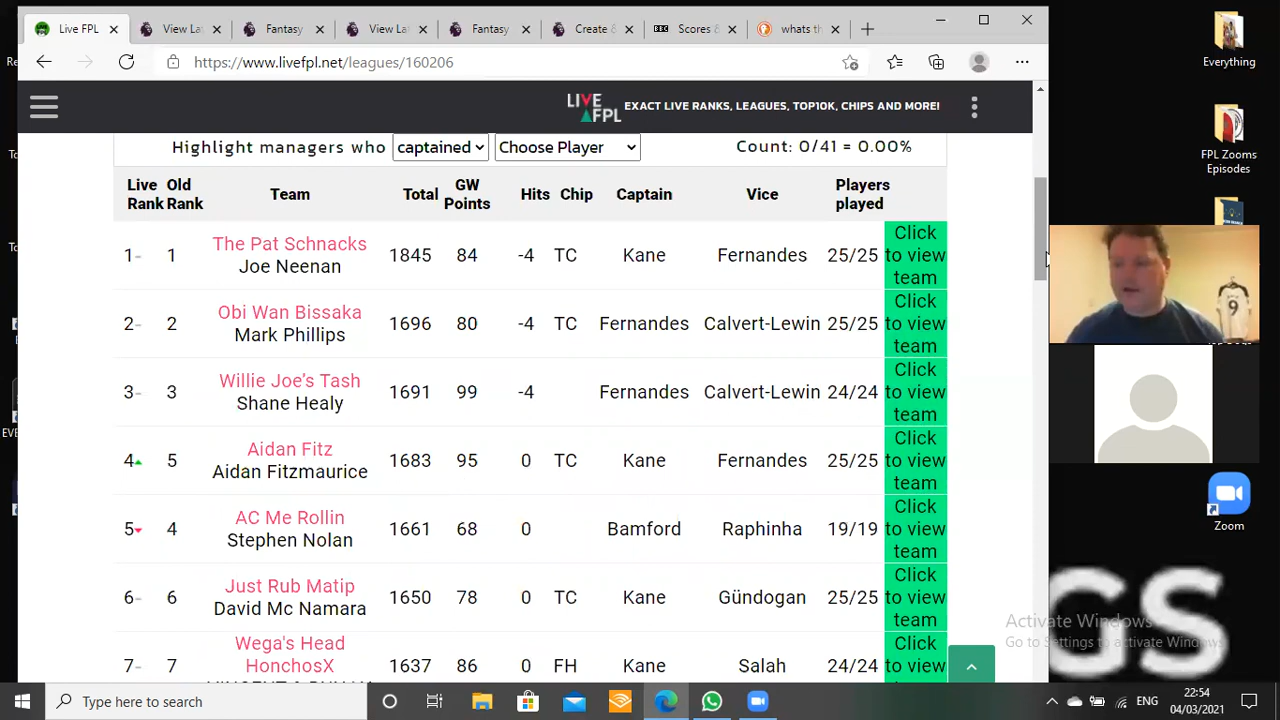 Live FPL
View La
Fantasy
View La
Fantasy
Create &
BBC Scores &
whats th
https://www.livefpl.net/leagues/160206
LIVE FPL
EXACT LIVE RANKS, LEAGUES, TOP10K, CHIPS AND MORE!
Highlight managers who captained Choose Player Count: 0/41 = 0.00%
Live Rank Old Rank Team Total GW Points Hits Chip Captain Vice Players played
1 1 The Pat Schnacks Joe Neenan 1845 84 -4 TC Kane Fernandes 25/25 Click to view team
2 2 Obi Wan Bissaka Mark Phillips 1696 80 -4 TC Fernandes Calvert-Lewin 25/25 Click to view team
3 3 Willie Joe's Tash Shane Healy 1691 99 -4 Fernandes Calvert-Lewin 24/24 Click to view team
4 5 Aidan Fitz Aidan Fitzmaurice 1683 95 0 TC Kane Fernandes 25/25 Click to view team
5 4 AC Me Rollin Stephen Nolan 1661 68 0 Bamford Raphinha 19/19 Click to view team
6 6 Just Rub Matip David Mc Namara 1650 78 0 TC Kane Gündogan 25/25 Click to view team
7 7 Wega's Head HonchosX 1637 86 0 FH Kane Salah 24/24 Click to view
Everything
FPL Zooms Episodes
9
Zoom
GS
Activate Windows
Go to Settings to activate Windows.
Type here to search
ENG
22:54
04/03/2021